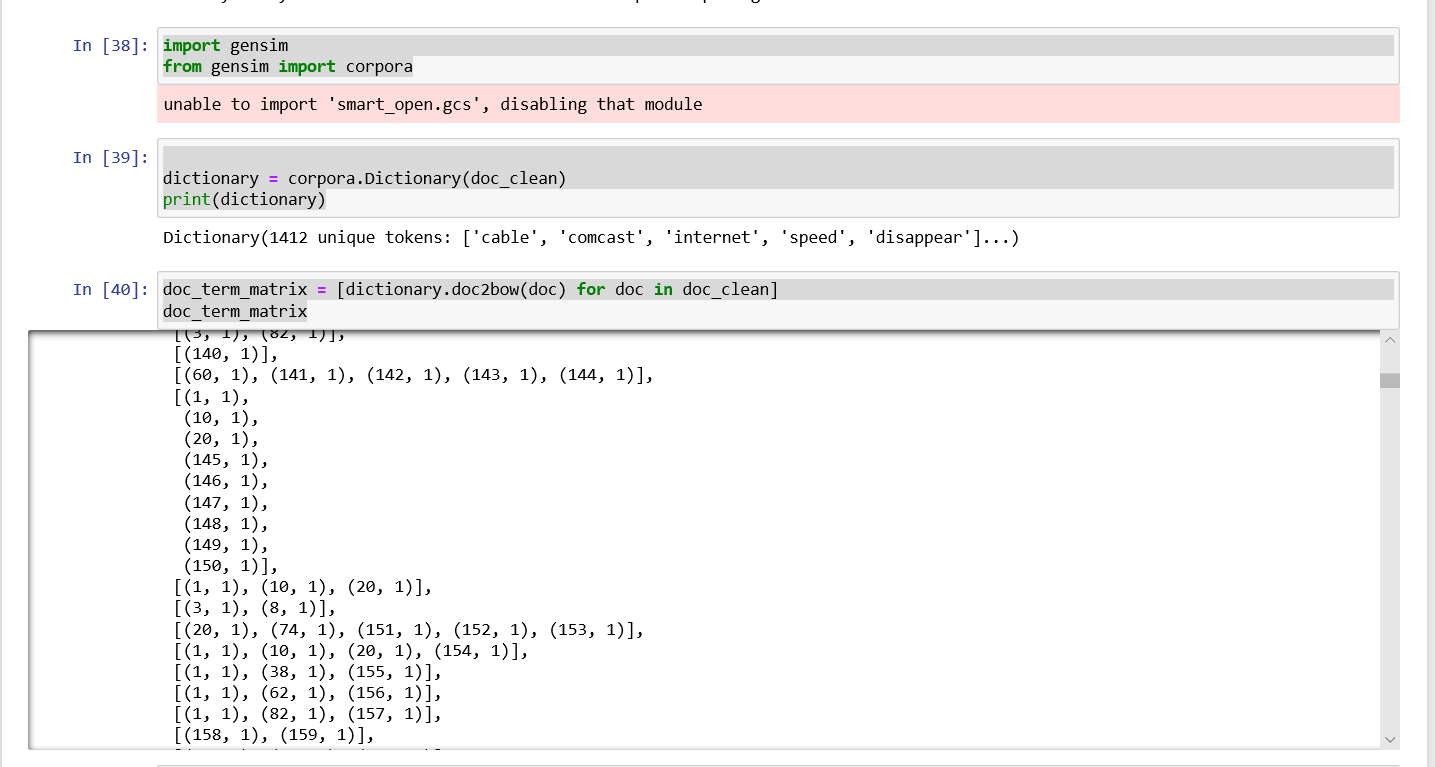 In [38]: import gensim
from gensim import corpora
unable to import 'smart_open.gcs', disabling that module
In [39]:
dictionary = corpora.Dictionary(doc_clean)
print(dictionary)
Dictionary(1412 unique tokens: ['cable', 'comcast', 'internet', 'speed', 'disappear']...)
In [40]: doc_term_matrix = [dictionary.doc2bow(doc) for doc in doc_clean]
doc_term_matrix
[(3, 1), (82, 1)],
[(140, 1)],
[(60, 1), (141, 1), (142, 1), (143, 1), (144, 1)],
[(1, 1),
(10, 1),
(20, 1),
(145, 1),
(146, 1),
(147, 1),
(148, 1),
(149, 1),
(150, 1)],
[(1, 1), (10, 1), (20, 1)],
[(3, 1), (8, 1)],
[(20, 1), (74, 1), (151, 1), (152, 1), (153, 1)],
[(1, 1), (10, 1), (20, 1), (154, 1)],
[(1, 1), (38, 1), (155, 1)],
[(1, 1), (62, 1), (156, 1)],
[(1, 1), (82, 1), (157, 1)],
[(158, 1), (159, 1)],